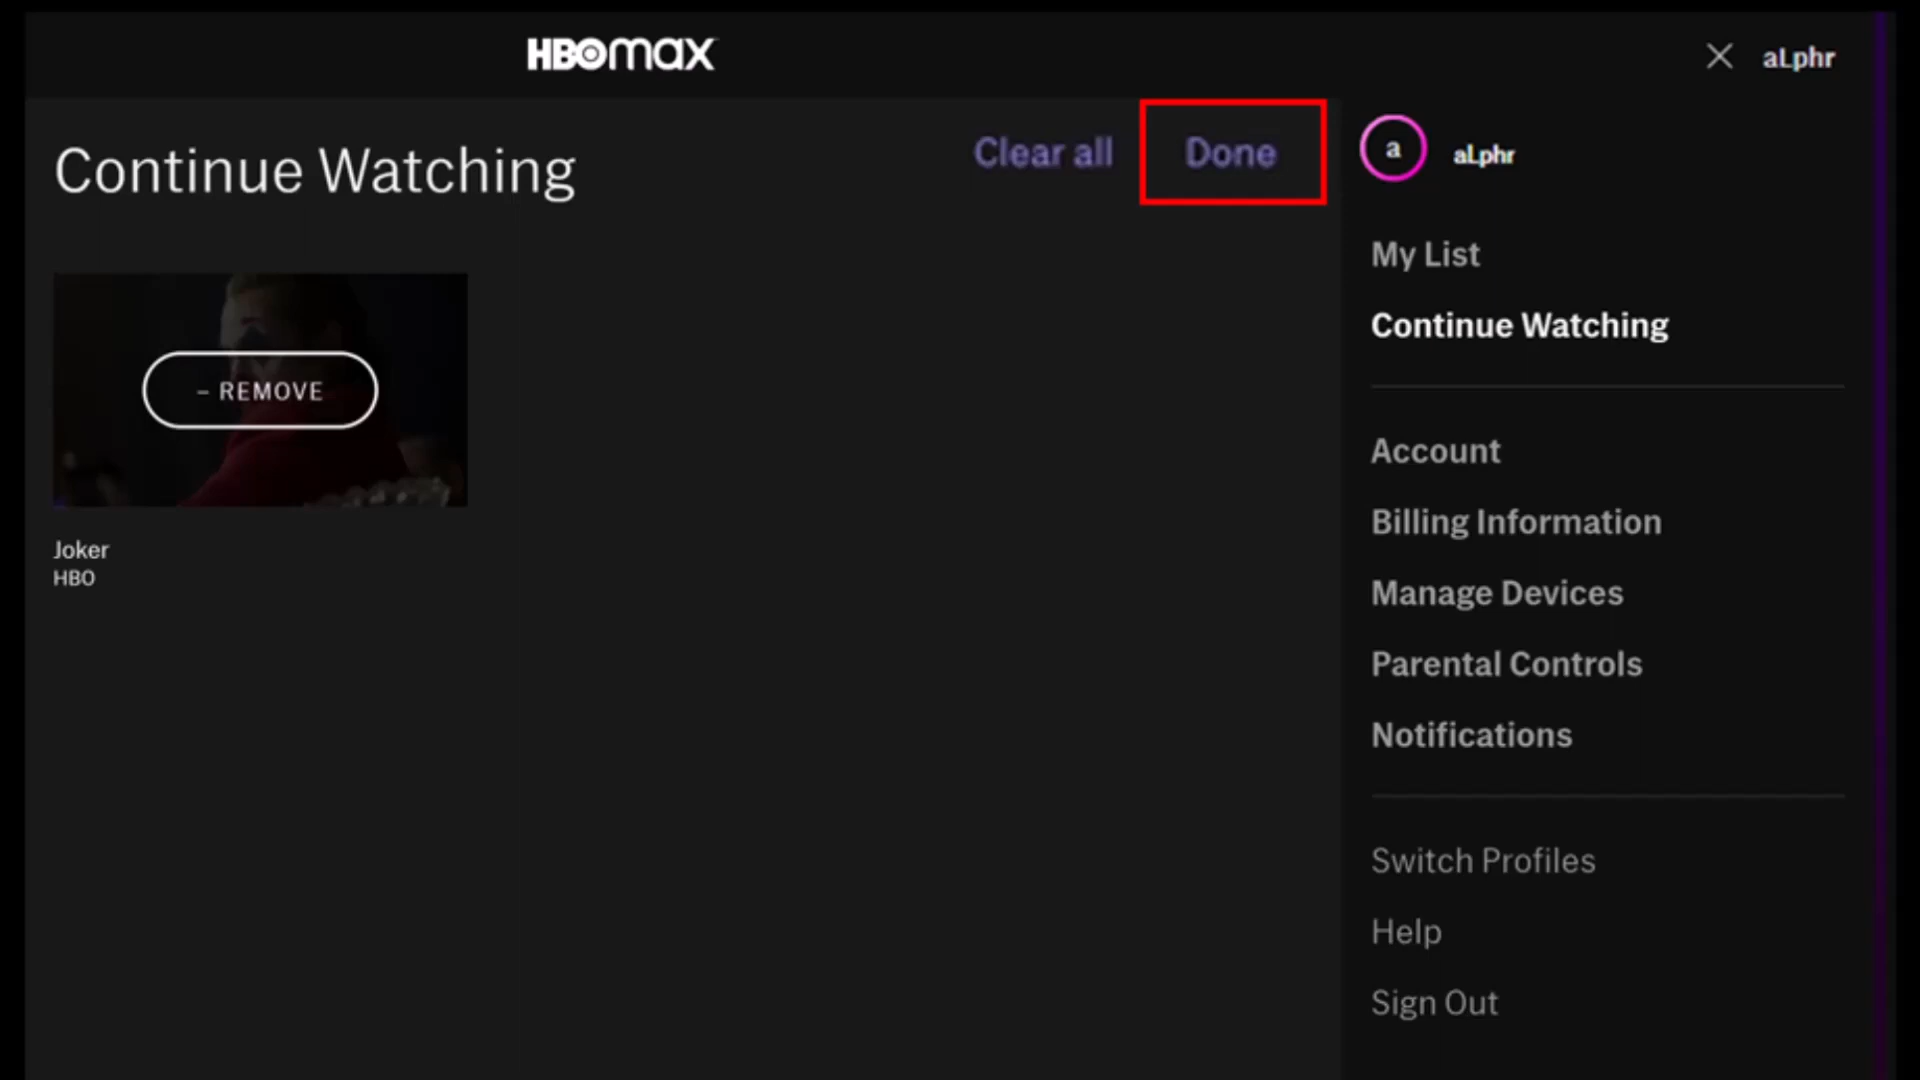 HBOmax
aLphr
Continue Watching
Clear all
Done
– REMOVE
Joker
HBO
a
aLphr
My List
Continue Watching
Account
Billing Information
Manage Devices
Parental Controls
Notifications
Switch Profiles
Help
Sign Out